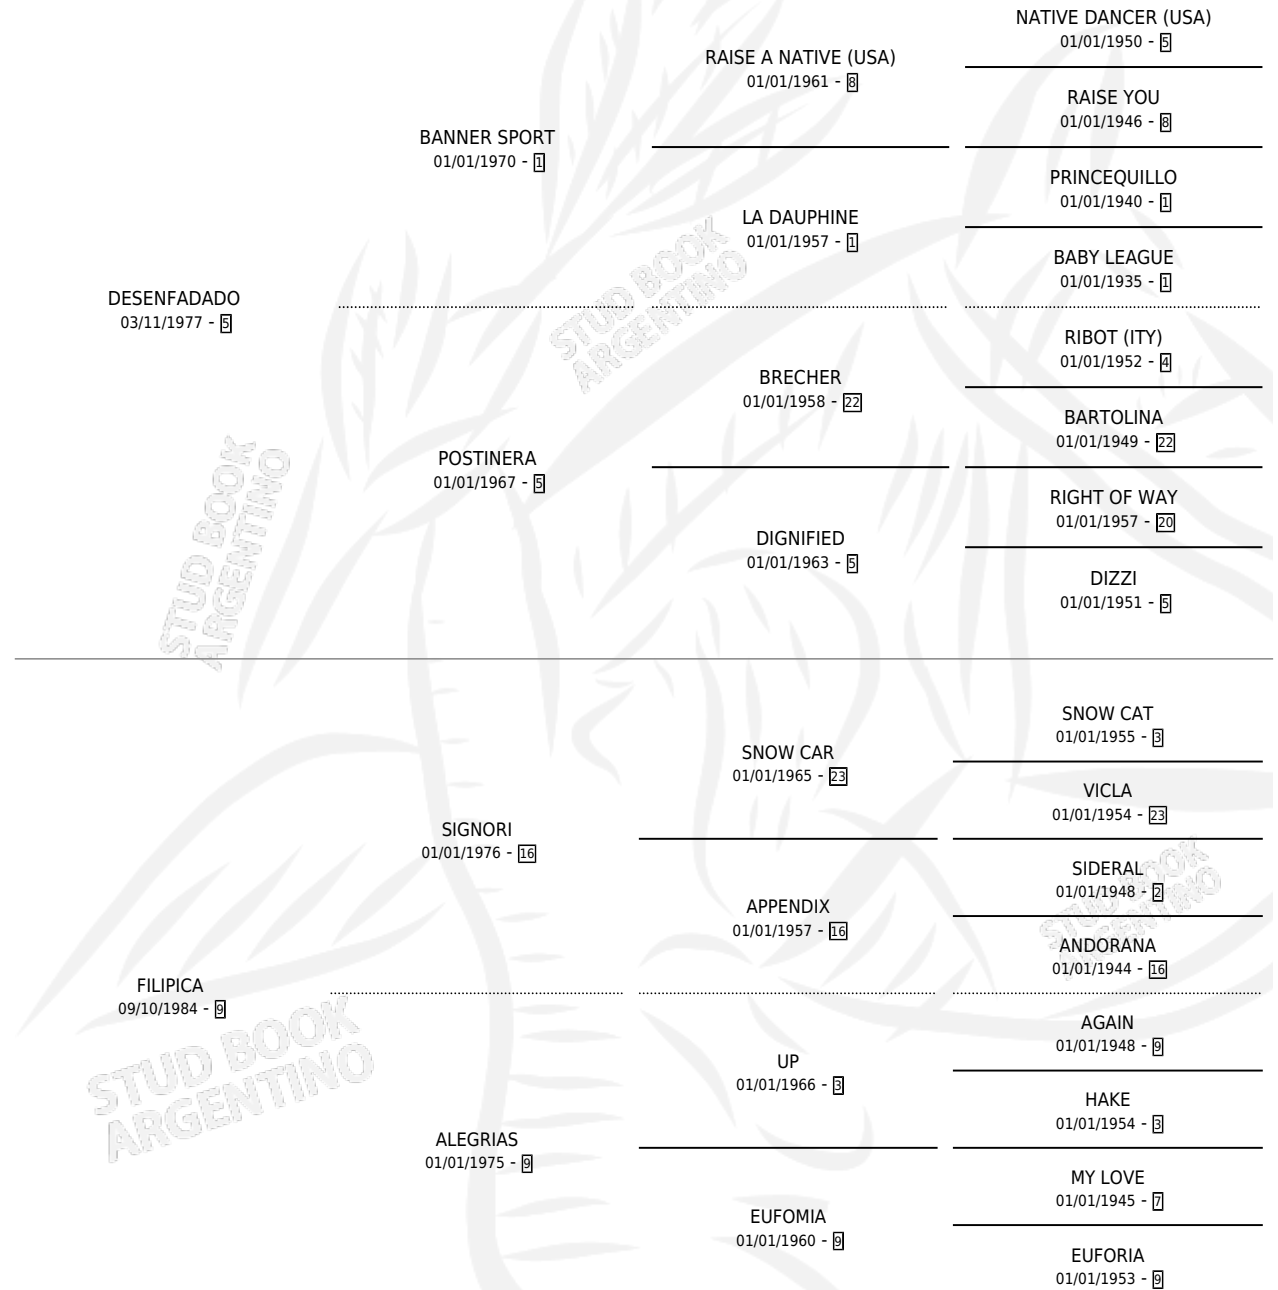 NATIVE DANCER (USA)
01/01/1950 - 5
RAISE A NATIVE (USA)
01/01/1961 - 8
RAISE YOU
01/01/1946 - 8
BANNER SPORT
01/01/1970 - 1
PRINCEQUILLO
01/01/1940 - 1
LA DAUPHINE
01/01/1957 - 1
BABY LEAGUE
01/01/1935 - 1
DESENFADADO
03/11/1977 - 5
RIBOT (ITY)
01/01/1952 - 4
BRECHER
01/01/1958 - 22
BARTOLINA
01/01/1949 - 22
POSTINERA
01/01/1967 - 5
RIGHT OF WAY
01/01/1957 - 20
DIGNIFIED
01/01/1963 - 5
DIZZI
01/01/1951 - 5
SNOW CAT
01/01/1955 - 3
SNOW CAR
01/01/1965 - 23
VICLA
01/01/1954 - 23
SIGNORI
01/01/1976 - 16
SIDERAL
01/01/1948 - 2
APPENDIX
01/01/1957 - 16
ANDORANA
01/01/1944 - 16
FILIPICA
09/10/1984 - 9
AGAIN
01/01/1948 - 9
UP
01/01/1966 - 3
HAKE
01/01/1954 - 3
ALEGRIAS
01/01/1975 - 9
MY LOVE
01/01/1945 - 7
EUFOMIA
01/01/1960 - 9
EUFORIA
01/01/1953 - 9
STUD BOOK
ARGENTINO
STUD BOOK
ARGENTINO
STUD BOOK
ARGENTINO
STUD BOOK
ARGENTINO